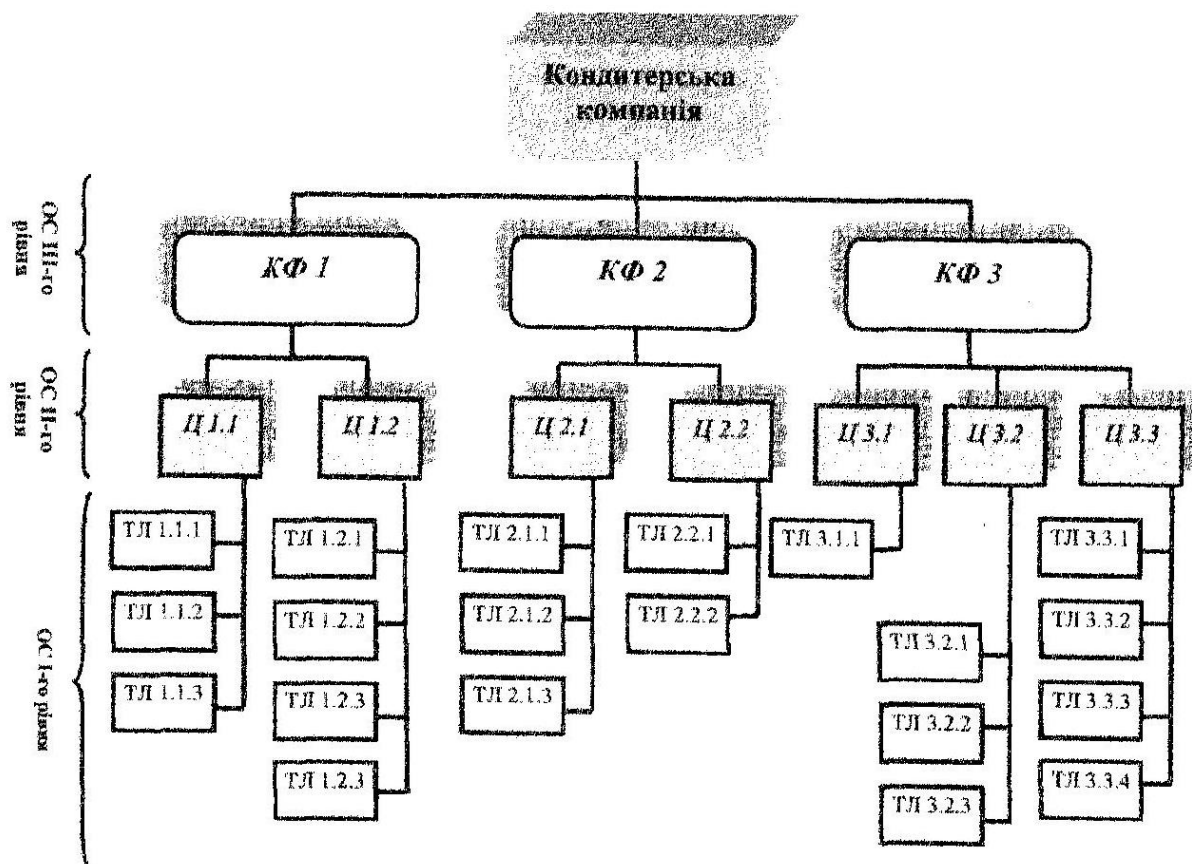 Кондитерська
компанія
ОС ІІІ-го
рівня
КФ 1
КФ 2
КФ 3
ОС ІІ-го
рівня
Ц 1.1
Ц 1.2
Ц 2.1
Ц 2.2
Ц 3.1
Ц 3.2
Ц 3.3
ОС І-го рівня
ТЛ 1.1.1
ТЛ 1.1.2
ТЛ 1.1.3
ТЛ 1.2.1
ТЛ 1.2.2
ТЛ 1.2.3
ТЛ 1.2.3
ТЛ 2.1.1
ТЛ 2.1.2
ТЛ 2.1.3
ТЛ 2.2.1
ТЛ 2.2.2
ТЛ 3.1.1
ТЛ 3.2.1
ТЛ 3.2.2
ТЛ 3.2.3
ТЛ 3.3.1
ТЛ 3.3.2
ТЛ 3.3.3
ТЛ 3.3.4